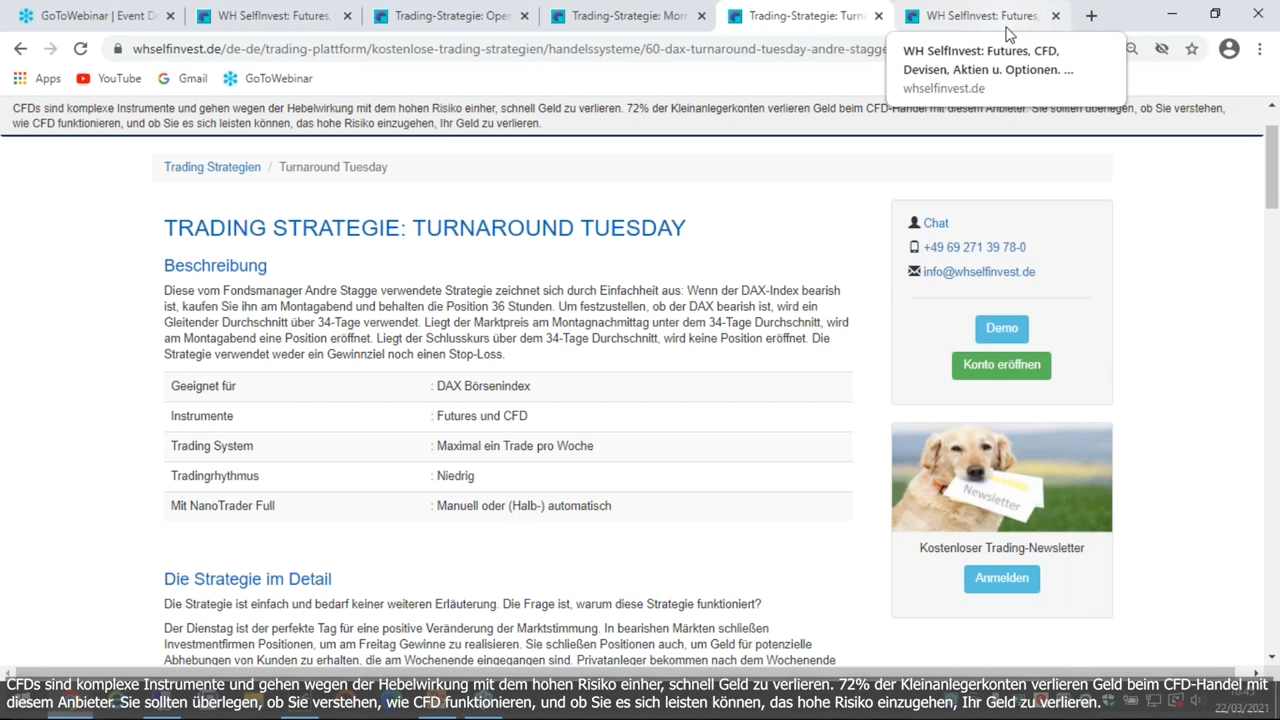 GoToWebinar | Event D
WH SelfInvest: Futures,
Trading-Strategie: Ope
Trading-Strategie: Mor
Trading-Strategie: Turn
WH SelfInvest: Futures,
whselfinvest.de/de-de/trading-plattform/kostenlose-trading-strategien/handelssysteme/60-dax-turnaround-tuesday-andre-stagge
WH SelfInvest: Futures, CFD,
Devisen, Aktien u. Optionen. ...
whselfinvest.de
Apps
YouTube
Gmail
GoToWebinar
CFDs sind komplexe Instrumente und gehen wegen der Hebelwirkung mit dem hohen Risiko einher, schnell Geld zu verlieren. 72% der Kleinanlegerkonten verlieren Geld beim CFD-Handel mit diesem Anbieter. Sie sollten überlegen, ob Sie verstehen,
wie CFD funktionieren, und ob Sie es sich leisten können, das hohe Risiko einzugehen, Ihr Geld zu verlieren.
Trading Strategien / Turnaround Tuesday
TRADING STRATEGIE: TURNAROUND TUESDAY
Beschreibung
Diese vom Fondsmanager Andre Stagge verwendete Strategie zeichnet sich durch Einfachheit aus: Wenn der DAX-Index bearish
ist, kaufen Sie ihn am Montagabend und behalten die Position 36 Stunden. Um festzustellen, ob der DAX bearish ist, wird ein
Gleitender Durchschnitt über 34-Tage verwendet. Liegt der Marktpreis am Montagnachmittag unter dem 34-Tage Durchschnitt, wird
am Montagabend eine Position eröffnet. Liegt der Schlusskurs über dem 34-Tage Durchschnitt, wird keine Position eröffnet. Die
Strategie verwendet weder ein Gewinnziel noch einen Stop-Loss.
Geeignet für : DAX Börsenindex
Instrumente : Futures und CFD
Trading System : Maximal ein Trade pro Woche
Tradingrhythmus : Niedrig
Mit NanoTrader Full : Manuell oder (Halb-) automatisch
Die Strategie im Detail
Die Strategie ist einfach und bedarf keiner weiteren Erläuterung. Die Frage ist, warum diese Strategie funktioniert?
Der Dienstag ist der perfekte Tag für eine positive Veränderung der Marktstimmung. In bearishen Märkten schließen
Investmentfirmen Positionen, um am Freitag Gewinne zu realisieren. Sie schließen Positionen auch, um Geld für potenzielle
Abhebungen von Kunden zu erhalten, die am Wochenende eingegangen sind. Privatanleger bekommen nach dem Wochenende
Chat
+49 69 271 39 78-0
info@whselfinvest.de
Demo
Konto eröffnen
Newsletter
Kostenloser Trading-Newsletter
Anmelden
CFDs sind komplexe Instrumente und gehen wegen der Hebelwirkung mit dem hohen Risiko einher, schnell Geld zu verlieren. 72% der Kleinanlegerkonten verlieren Geld beim CFD-Handel mit
diesem Anbieter. Sie sollten überlegen, ob Sie verstehen, wie CFD funktionieren, und ob Sie es sich leisten können, das hohe Risiko einzugehen, Ihr Geld zu verlieren.
22/03/2021